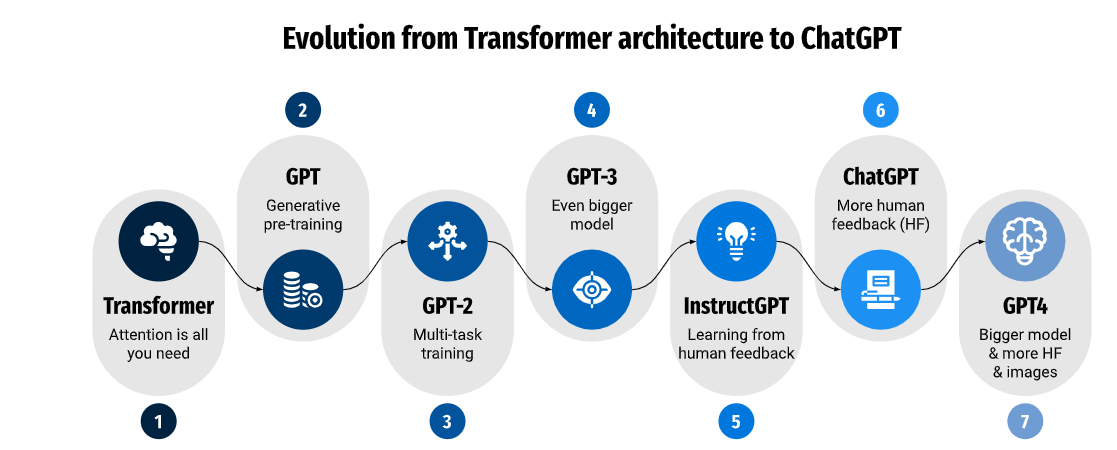 Evolution from Transformer architecture to ChatGPT
1
Transformer
Attention is all
you need
2
GPT
Generative
pre-training
3
GPT-2
Multi-task
training
4
GPT-3
Even bigger
model
5
InstructGPT
Learning from
human feedback
6
ChatGPT
More human
feedback (HF)
7
GPT4
Bigger model
& more HF
& images